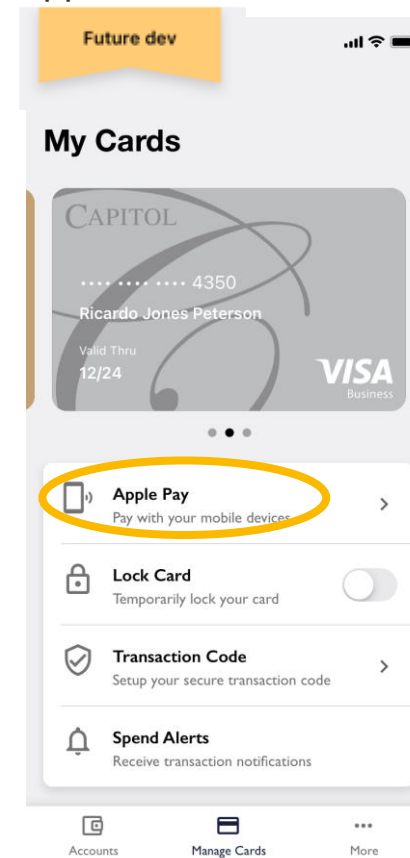 Future dev
My Cards
CAPITOL
.... .... .... 4350
Ricardo Jones Peterson
Valid Thru
12/24
VISA
Business
Apple Pay
Pay with your mobile devices
Lock Card
Temporarily lock your card
Transaction Code
Setup your secure transaction code
Spend Alerts
Receive transaction notifications
Accounts
Manage Cards
More